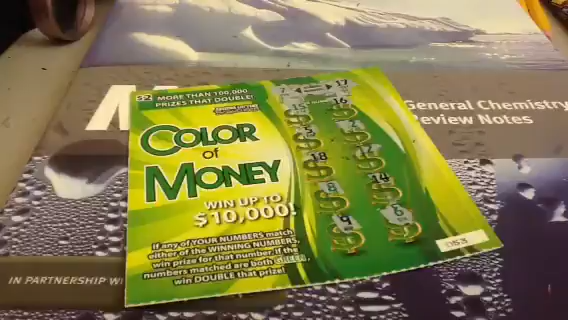 $2
MORE THAN 100,000
PRIZES THAT DOUBLE!
COLOR
of
MONEY
WIN UP TO
$10,000!
If any of YOUR NUMBERS match
either of the WINNING NUMBERS,
win prize for that number. If the
numbers matched are both GREEN,
win DOUBLE that prize!
7 17
15 16
5
18
8 14
9 6
General Chemistry
Review Notes
IN PARTNERSHIP WI